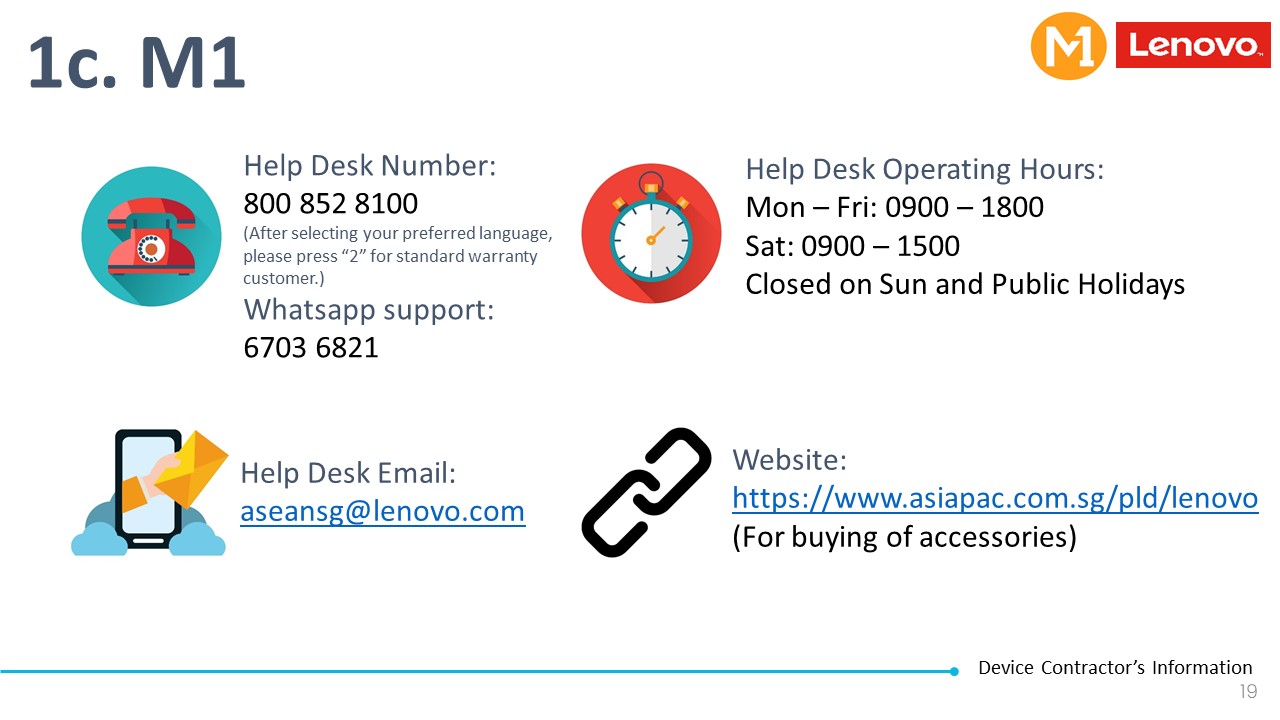 1c. M1
M1
Lenovo™
Help Desk Number:
800 852 8100
(After selecting your preferred language,
please press “2” for standard warranty
customer.)
Whatsapp support:
6703 6821
Help Desk Operating Hours:
Mon – Fri: 0900 – 1800
Sat: 0900 – 1500
Closed on Sun and Public Holidays
Help Desk Email:
aseansg@lenovo.com
Website:
https://www.asiapac.com.sg/pld/lenovo
(For buying of accessories)
Device Contractor’s Information
19